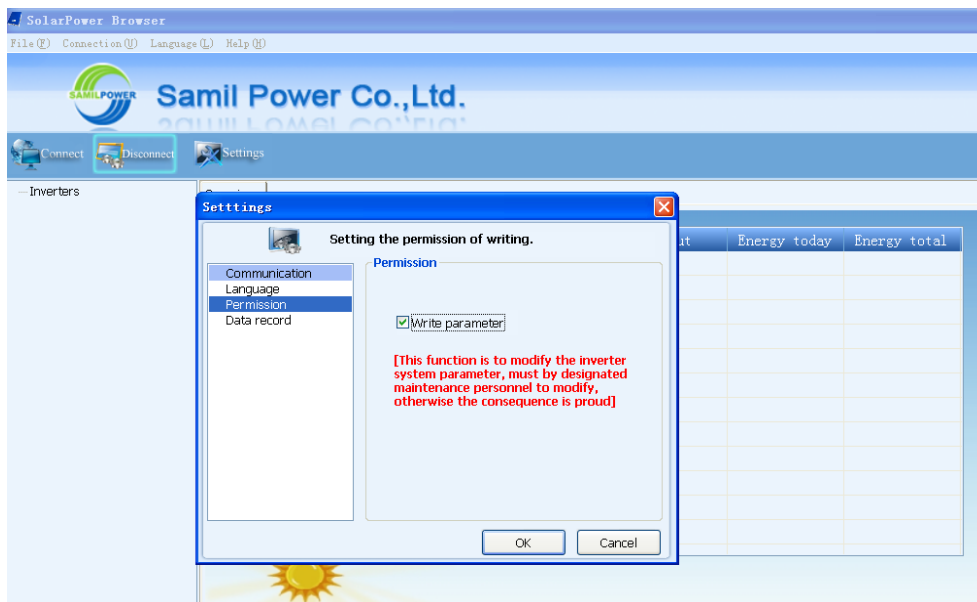 SolarPower Browser
File(F) Connection(U) Language(L) Help(H)
SAMILPOWER
Samil Power Co.,Ltd.
Connect Disconnect Settings
Inverters
Setttings
Setting the permission of writing.
Energy today Energy total
Communication
Language
Permission
Data record
Permission
Write parameter
[This function is to modify the inverter
system parameter, must by designated
maintenance personnel to modify,
otherwise the consequence is proud]
OK Cancel